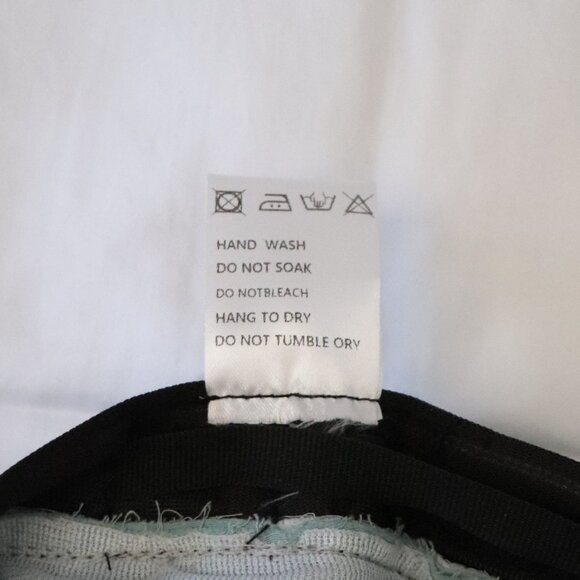 HAND WASH
DO NOT SOAK
DO NOTBLEACH
HANG TO DRY
DO NOT TUMBLE ORY